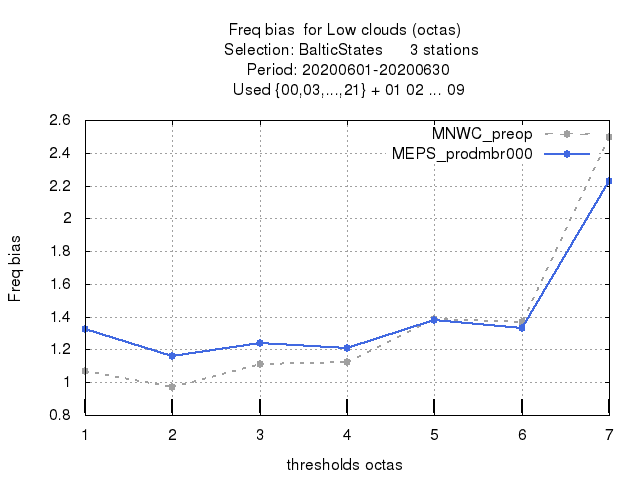 Freq bias  for Low clouds (octas)
Selection: BalticStates      3 stations
Period: 20200601-20200630
Used {00,03,...,21} + 01 02 ... 09
MNWC_preop
MEPS_prodmbr000
Freq bias
2.6
2.4
2.2
2
1.8
1.6
1.4
1.2
1
0.8
1 2 3 4 5 6 7
thresholds octas